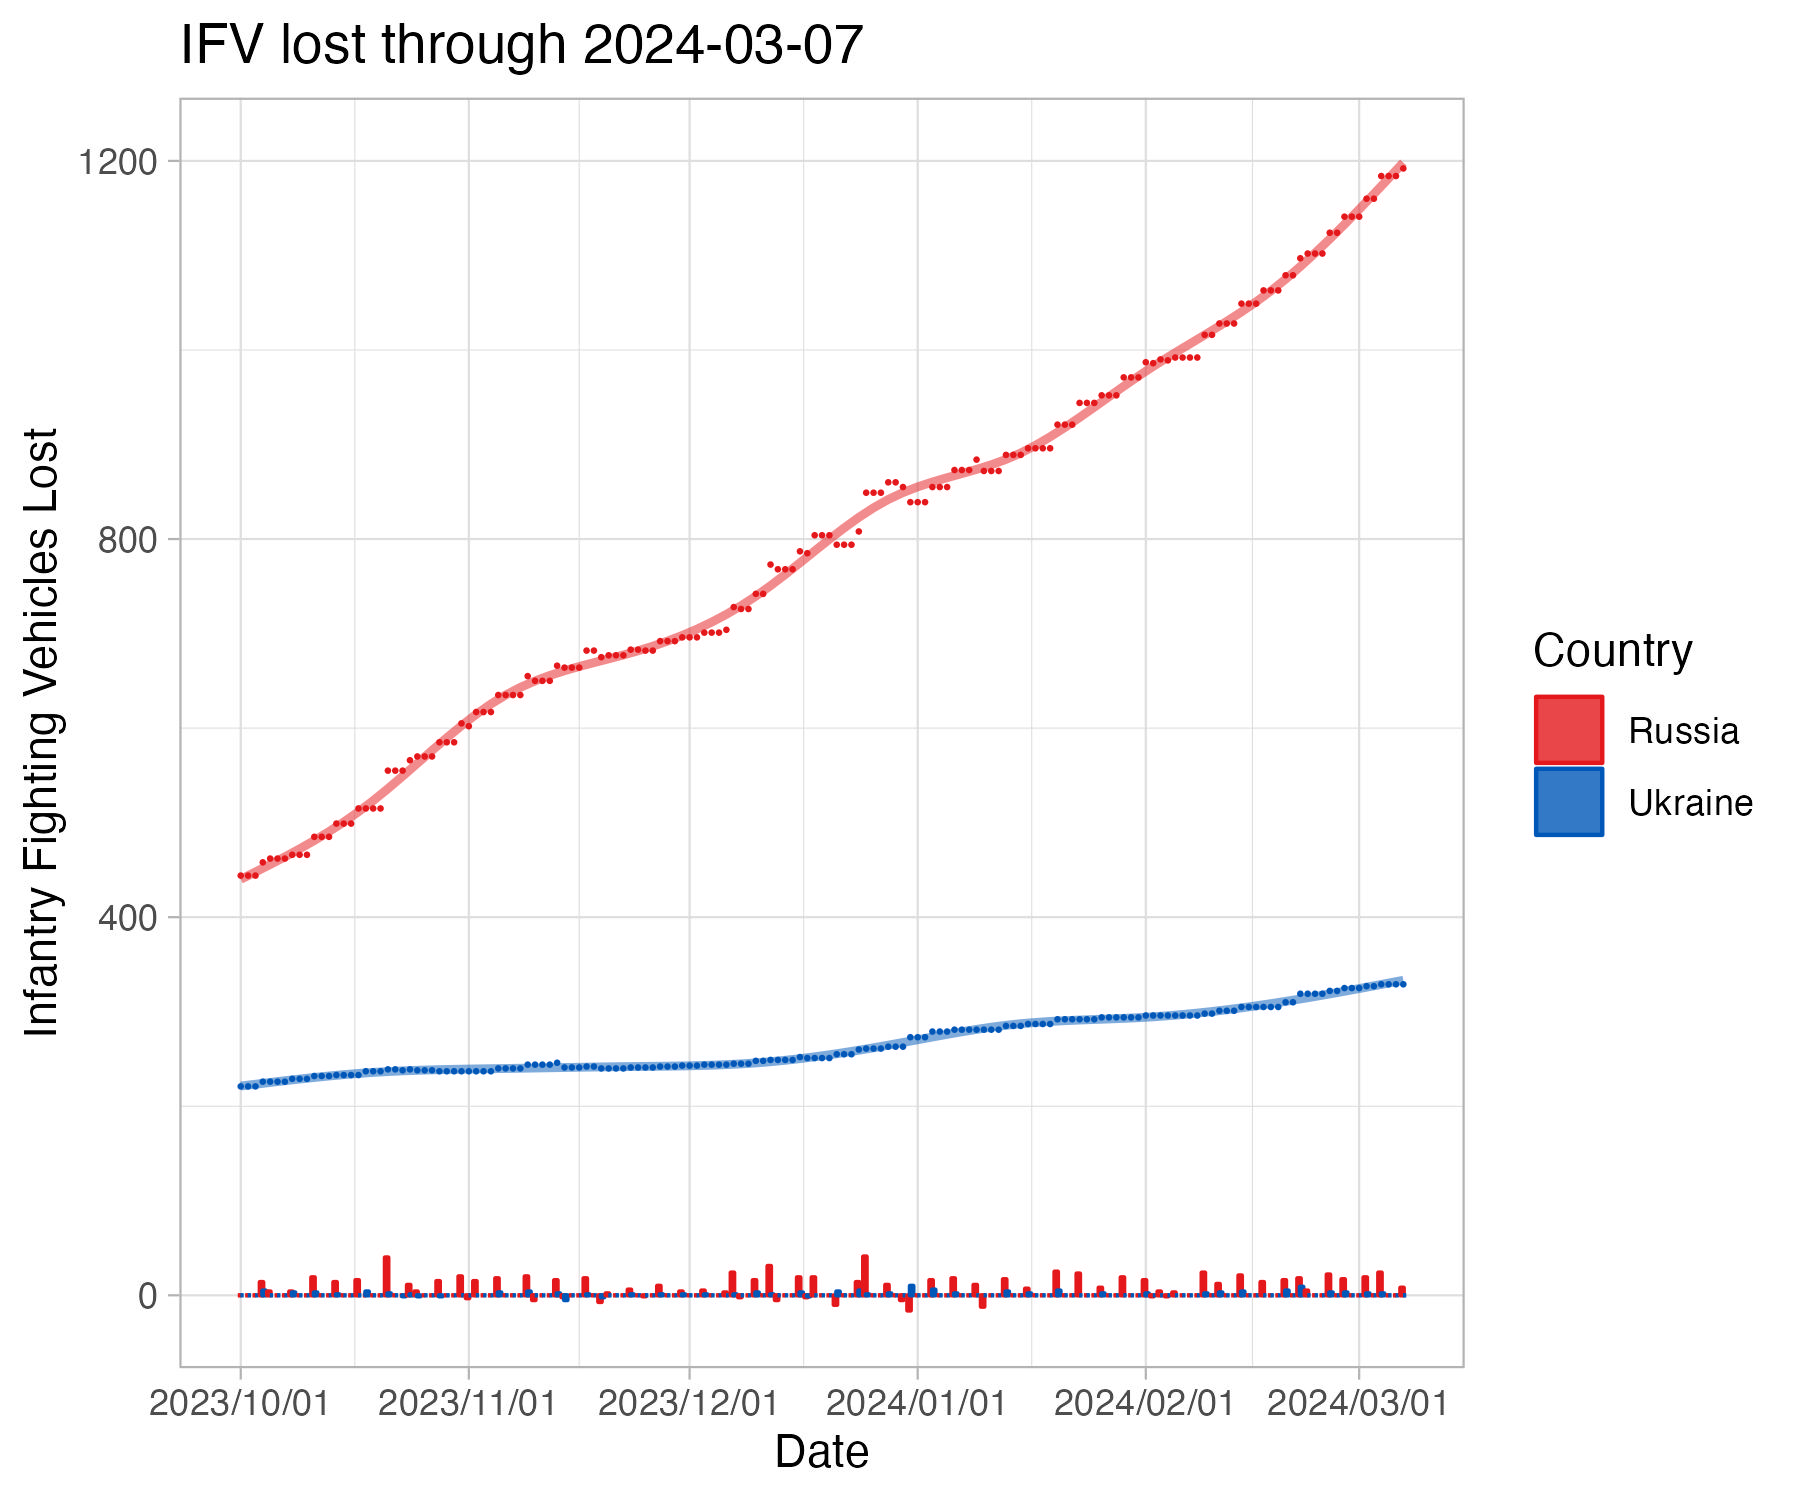 IFV lost through 2024-03-07
Infantry Fighting Vehicles Lost
1200
800
400
0
2023/10/01 2023/11/01 2023/12/01 2024/01/01 2024/02/01 2024/03/01
Date
Country
Russia
Ukraine